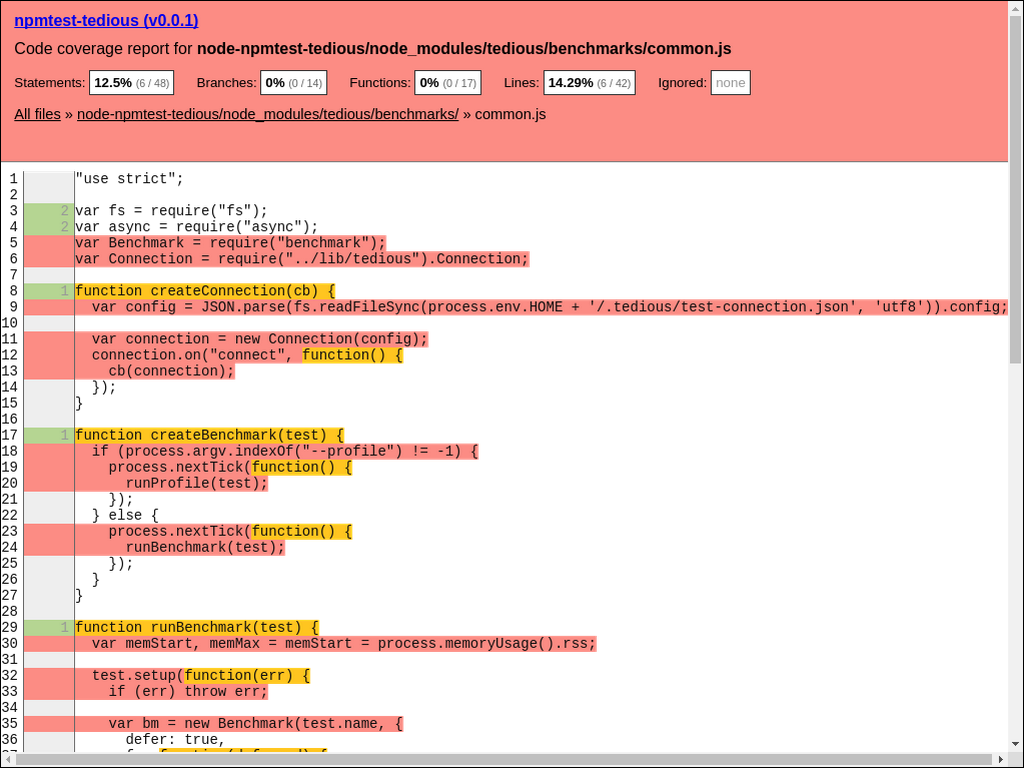 npmtest-tedious (v0.0.1)
Code coverage report for node-npmtest-tedious/node_modules/tedious/benchmarks/common.js
Statements: 12.5% (6 / 48) Branches: 0% (0 / 14) Functions: 0% (0 / 17) Lines: 14.29% (6 / 42) Ignored: none
All files » node-npmtest-tedious/node_modules/tedious/benchmarks/ » common.js
1 "use strict";
2
3 2 var fs = require("fs");
4 2 var async = require("async");
5 var Benchmark = require("benchmark");
6 var Connection = require("../lib/tedious").Connection;
7
8 1 function createConnection(cb) {
9 var config = JSON.parse(fs.readFileSync(process.env.HOME + '/.tedious/test-connection.json', 'utf8')).config;
10
11 var connection = new Connection(config);
12 connection.on("connect", function() {
13 cb(connection);
14 });
15 }
16
17 1 function createBenchmark(test) {
18 if (process.argv.indexOf("--profile") != -1) {
19 process.nextTick(function() {
20 runProfile(test);
21 });
22 } else {
23 process.nextTick(function() {
24 runBenchmark(test);
25 });
26 }
27 }
28
29 1 function runBenchmark(test) {
30 var memStart, memMax = memStart = process.memoryUsage().rss;
31
32 test.setup(function(err) {
33 if (err) throw err;
34
35 var bm = new Benchmark(test.name, {
36 defer: true,